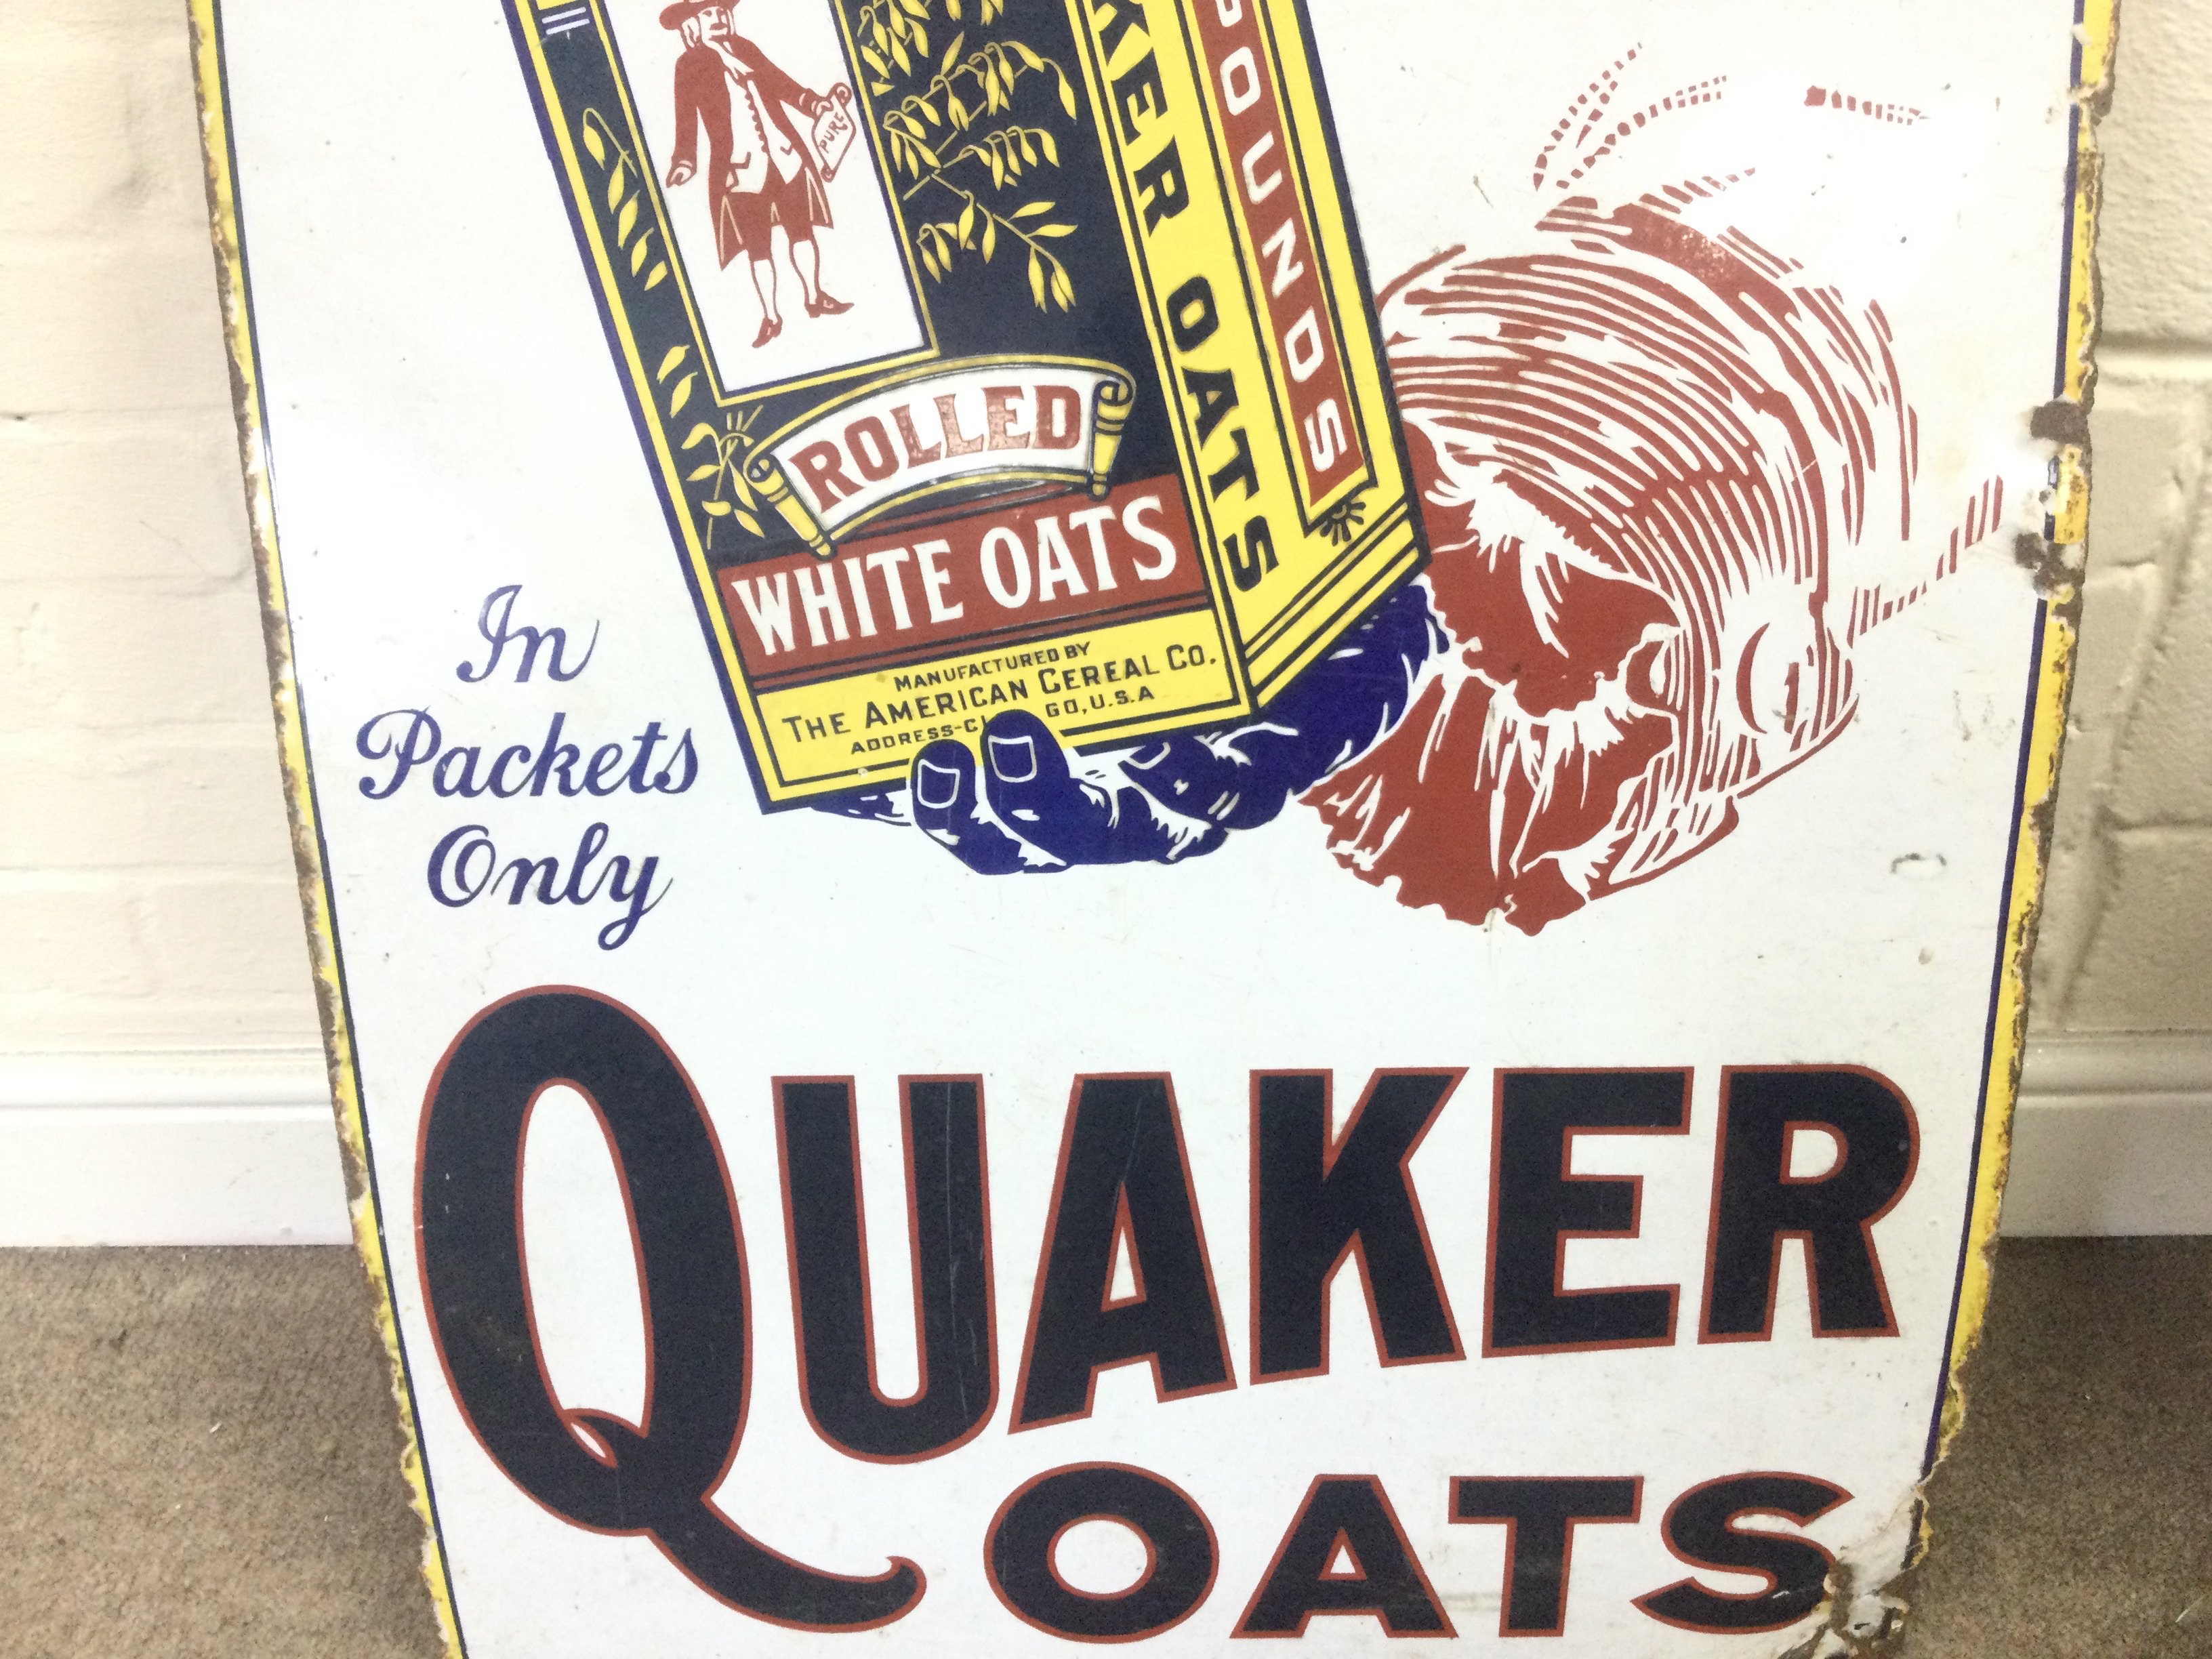 PURE
KER OATS
OUNDS
ROLLED
WHITE OATS
MANUFACTURED BY
THE AMERICAN CEREAL CO.
ADDRESS-C GO, U.S.A
In
Packets
Only
QUAKER
OATS